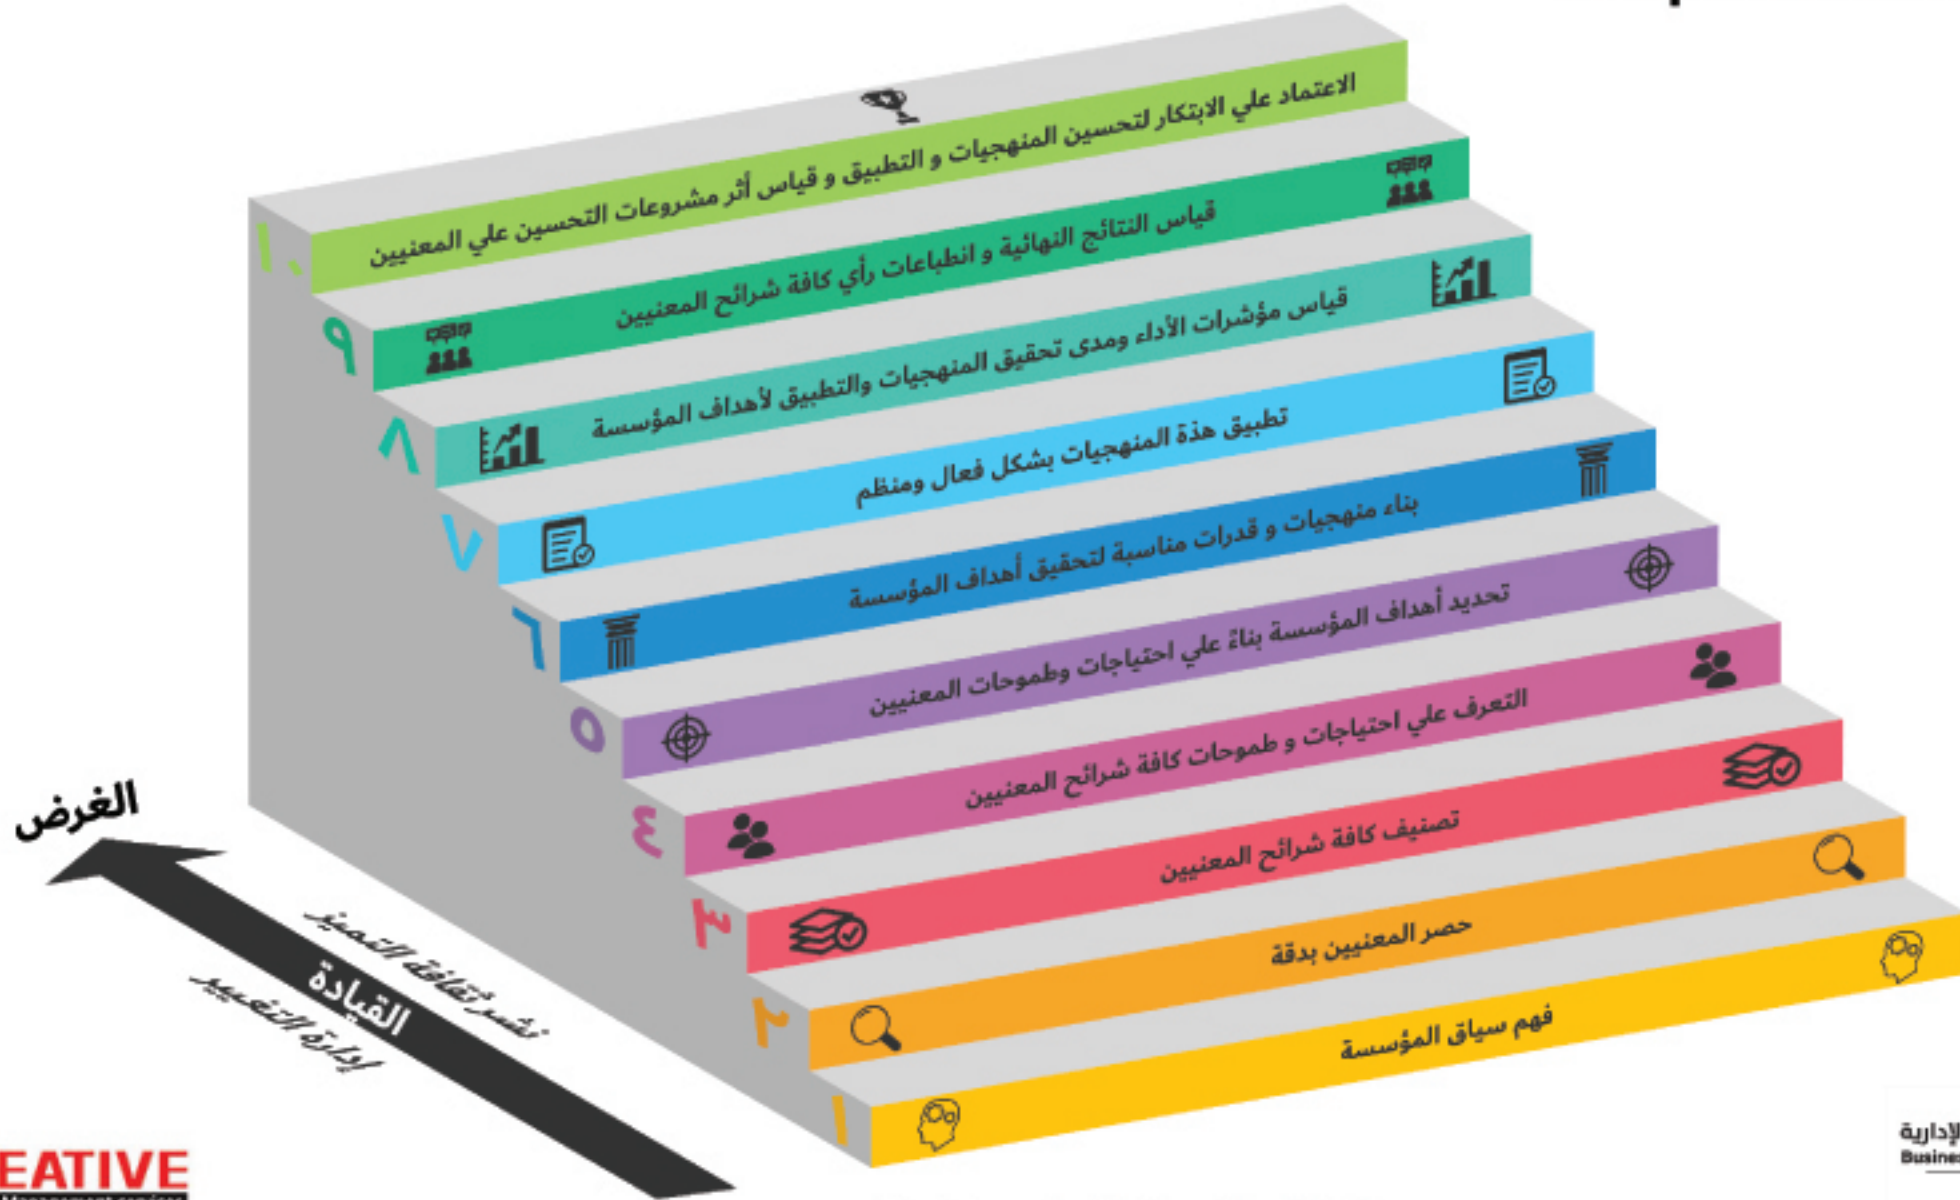 الاعتماد علي الابتكار لتحسين المنهجيات و التطبيق و قياس أثر مشروعات التحسين علي المعنيين
١٠
قياس النتائج النهائية و انطباعات رأي كافة شرائح المعنيين
٩
قياس مؤشرات الأداء ومدى تحقيق المنهجيات والتطبيق لأهداف المؤسسة
٨
تطبيق هذة المنهجيات بشكل فعال ومنظم
٧
بناء منهجيات و قدرات مناسبة لتحقيق أهداف المؤسسة
٦
تحديد أهداف المؤسسة بناءً علي احتياجات وطموحات المعنيين
٥
التعرف علي احتياجات و طموحات كافة شرائح المعنيين
٤
تصنيف كافة شرائح المعنيين
٣
حصر المعنيين بدقة
٢
فهم سياق المؤسسة
١
الغرض
نشر ثقافة التميز
القيادة
إدارة التغيير
EATIVE
Management services
لإدارية
Busine